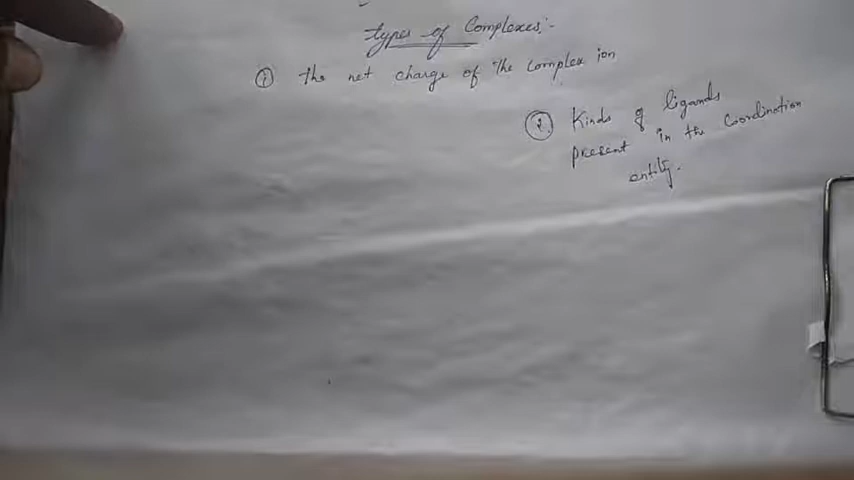 types of Complexes:-
① the net charge of the complex ion
② Kinds of ligands
present in the coordination
entity.